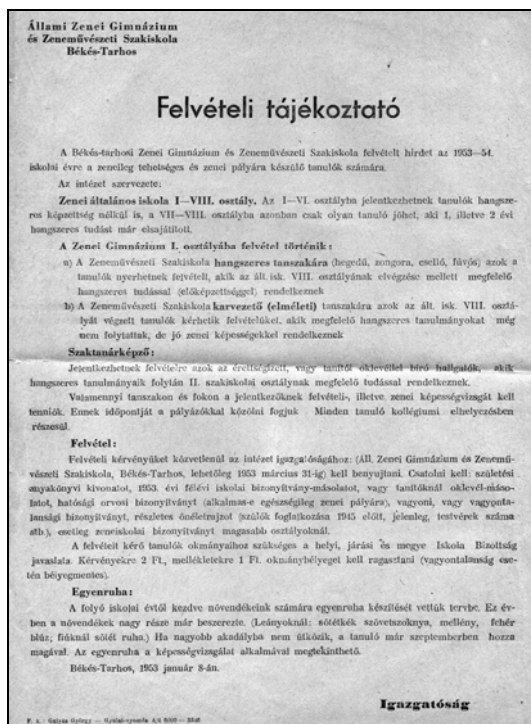 Állami Zenei Gimnázium
és Zeneművészeti Szakiskola
Békés-Tarhos
Felvételi tájékoztató
A Békés-tarhosi Zenei Gimnázium és Zeneművészeti Szakiskola felvételt hirdet az 1953—54.
iskolai évre a zeneileg tehetséges és zenei pályára készülő tanulók számára.
Az intézet szervezete:
Zenei általános iskola I—VIII. osztály. Az I—VI. osztályba jelentkezhetnek tanulók hangsze-
res képzettség nélkül is, a VII—VIII. osztályba azonban csak olyan tanuló jöhet, aki 1, illetve 2 évi
hangszeres tudást már elsajátított.
A Zenei Gimnázium I. osztályába felvétel történik:
a) A Zeneművészeti Szakiskola hangszeres tanszakára (hegedű, zongora, cselló, fúvós) azok a
tanulók nyerhetnek felvételt, akik az ált. isk. VIII. osztályának elvégzése mellett megfelelő
hangszeres tudással (előképzettséggel) rendelkeznek
b) A Zeneművészeti Szakiskola karvezető (elméleti) tanszakára azok az ált. isk. VIII. osztá-
lyát végzett tanulók kérhetik felvételüket, akik megfelelő hangszeres tanulmányokat még
nem folytattak, de jó zenei képességekkel rendelkeznek
Szaktanárképző:
Jelentkezhetnek felvételre azok az érettségizett, vagy tanítói oklevéllel bíró hallgatók, akik
hangszeres tanulmányaik folytán II. szakiskolai osztálynak megfelelő tudással rendelkeznek.
Valamennyi tanszakon és fokon a jelentkezőknek felvételi-, illetve zenei képességvizsgát kell
tenniök. Ennek időpontját a pályázókkal közölni fogjuk Minden tanuló kollégiumi elhelyezésben
részesül.
Felvétel:
Felvételi kérvényüket közvetlenül az intézet igazgatóságához: (Áll. Zenei Gimnázium és Zenemű-
vészeti Szakiskola, Békés-Tarhos, lehetőleg 1953 március 31-ig) kell benyujtani. Csatolni kell: születési
anyakönyvi kivonatot, 1953. évi félévi iskolai bizonyítvány-másolatot, vagy tanítóknál oklevél-máso-
latot, hatósági orvosi bizonyítványt (alkalmas-e egészségileg zenei pályára), vagyoni, vagy vagyonta-
lansági bizonyítványt, részletes önéletrajzot (szülők foglalkozása 1945 előtt, jelenleg, testvérek száma
stb.), esetleg zeneiskolai bizonyítványt magasabb osztályoknál.
A felvételt kérő tanulók okmányaihoz szükséges a helyi, járási és megye Iskola Bizottság
javaslata. Kérvényekre 2 Ft., mellékletekre 1 Ft. okmánybélyeget kell ragasztani (vagyontalanság ese-
tén bélyegmentes).
Egyenruha:
A folyó iskolai évtől kezdve növendékeink számára egyenruha készítését vettük tervbe. Ez év-
ben a növendékek nagy része már beszerezte. (Leányoknál: sötétkék szövetszoknya, mellény, fehér
blúz; fiúknál sötét ruha.) Ha nagyobb akadályba nem ütközik, a tanuló már szeptemberben hozza
magával. Az egyenruha a képességvizsgálat alkalmával megtekinthető.
Békés-Tarhos, 1953 január 8-án.
Igazgatóság